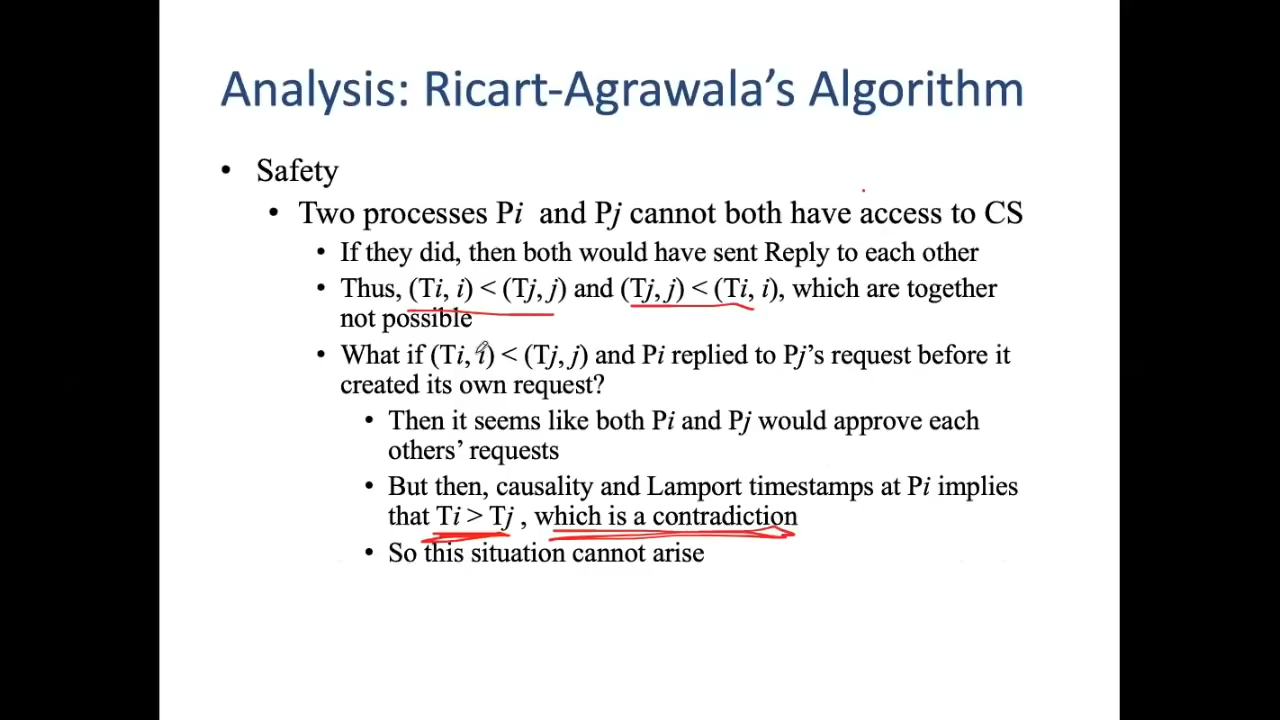 Analysis: Ricart-Agrawala’s Algorithm
• Safety
• Two processes Pi and Pj cannot both have access to CS
• If they did, then both would have sent Reply to each other
• Thus, (Ti, i) < (Tj, j) and (Tj, j) < (Ti, i), which are together
not possible
• What if (Ti, i) < (Tj, j) and Pi replied to Pj’s request before it
created its own request?
• Then it seems like both Pi and Pj would approve each
others’ requests
• But then, causality and Lamport timestamps at Pi implies
that Ti > Tj , which is a contradiction
• So this situation cannot arise